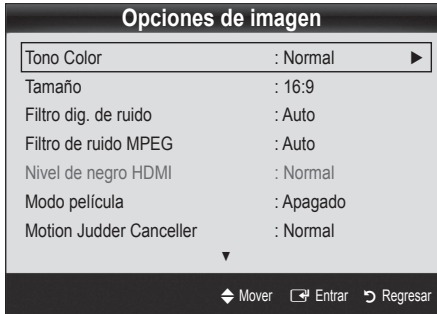 Opciones de imagen
Tono Color : Normal ▶
Tamaño : 16:9
Filtro dig. de ruido : Auto
Filtro de ruido MPEG : Auto
Nivel de negro HDMI : Normal
Modo película : Apagado
Motion Judder Canceller : Normal
▼
Mover Entrar Regresar